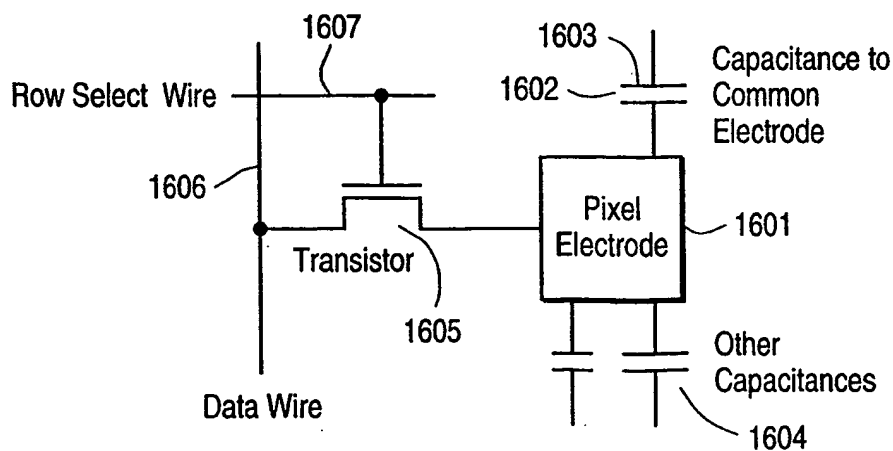 1607
Row Select Wire
1606
Transistor
1605
Data Wire
1603
1602
Capacitance to
Common
Electrode
Pixel
Electrode
1601
Other
Capacitances
1604